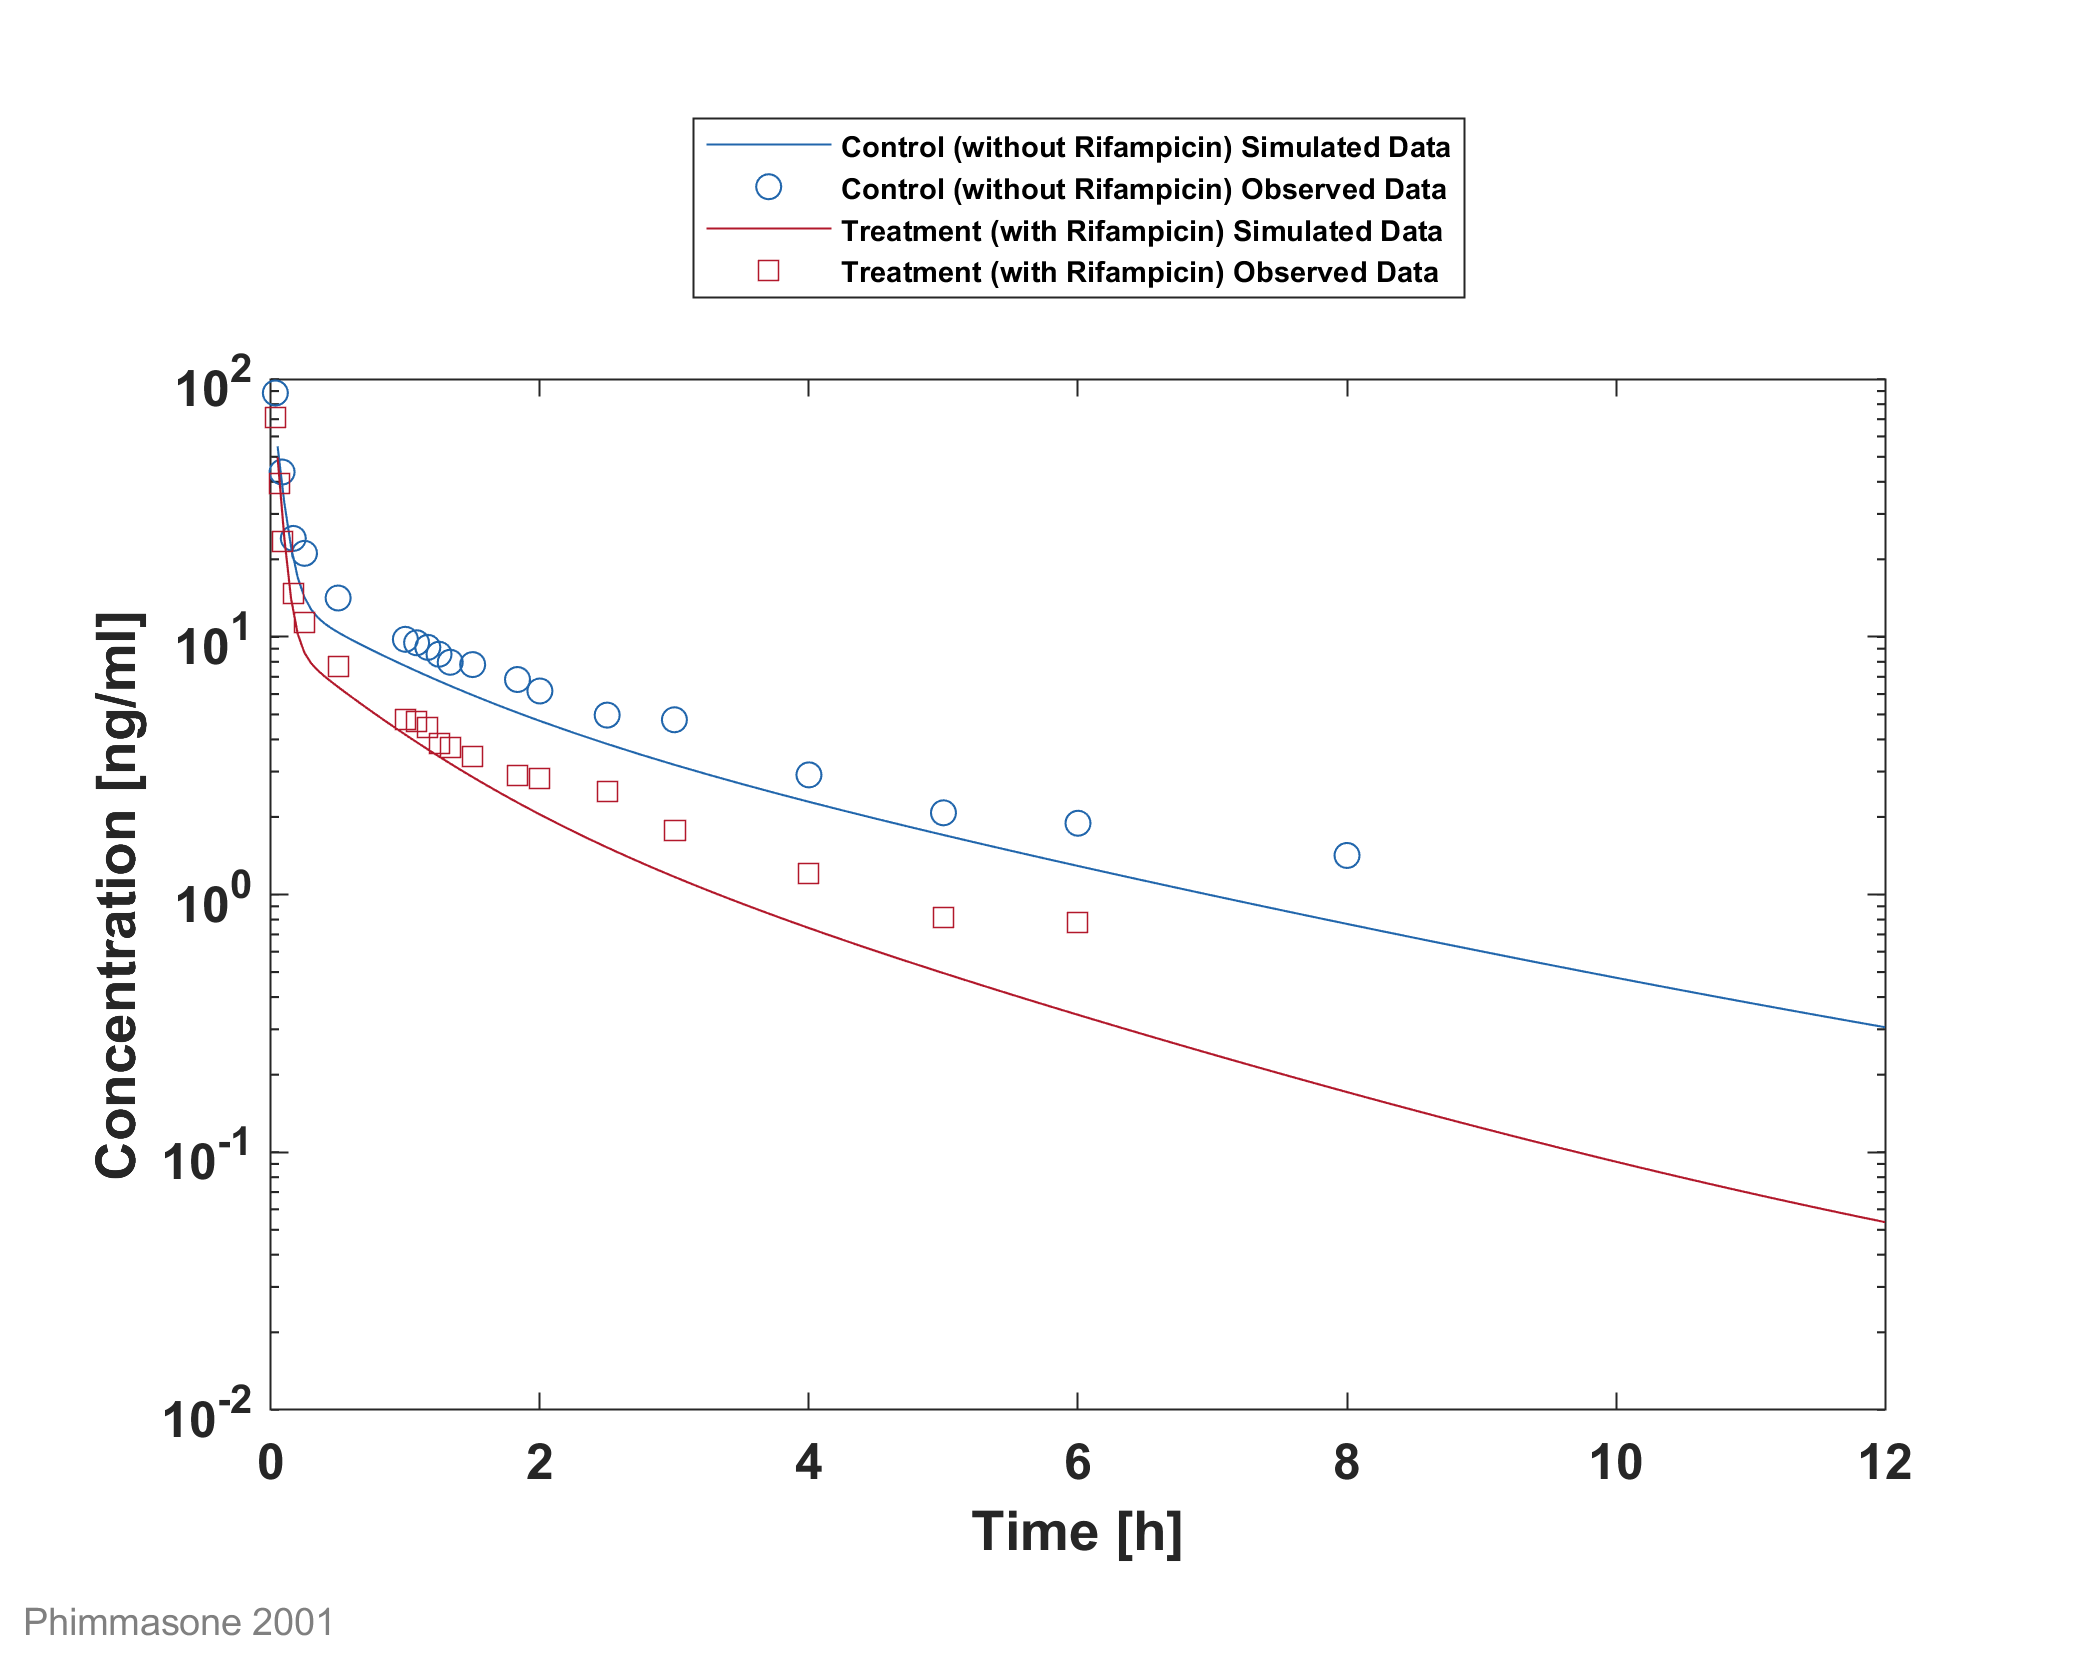 Control (without Rifampicin) Simulated Data
Control (without Rifampicin) Observed Data
Treatment (with Rifampicin) Simulated Data
Treatment (with Rifampicin) Observed Data
10^2
10^1
10^0
10^-1
10^-2
Concentration [ng/ml]
0 2 4 6 8 10 12
Time [h]
Phimmasone 2001